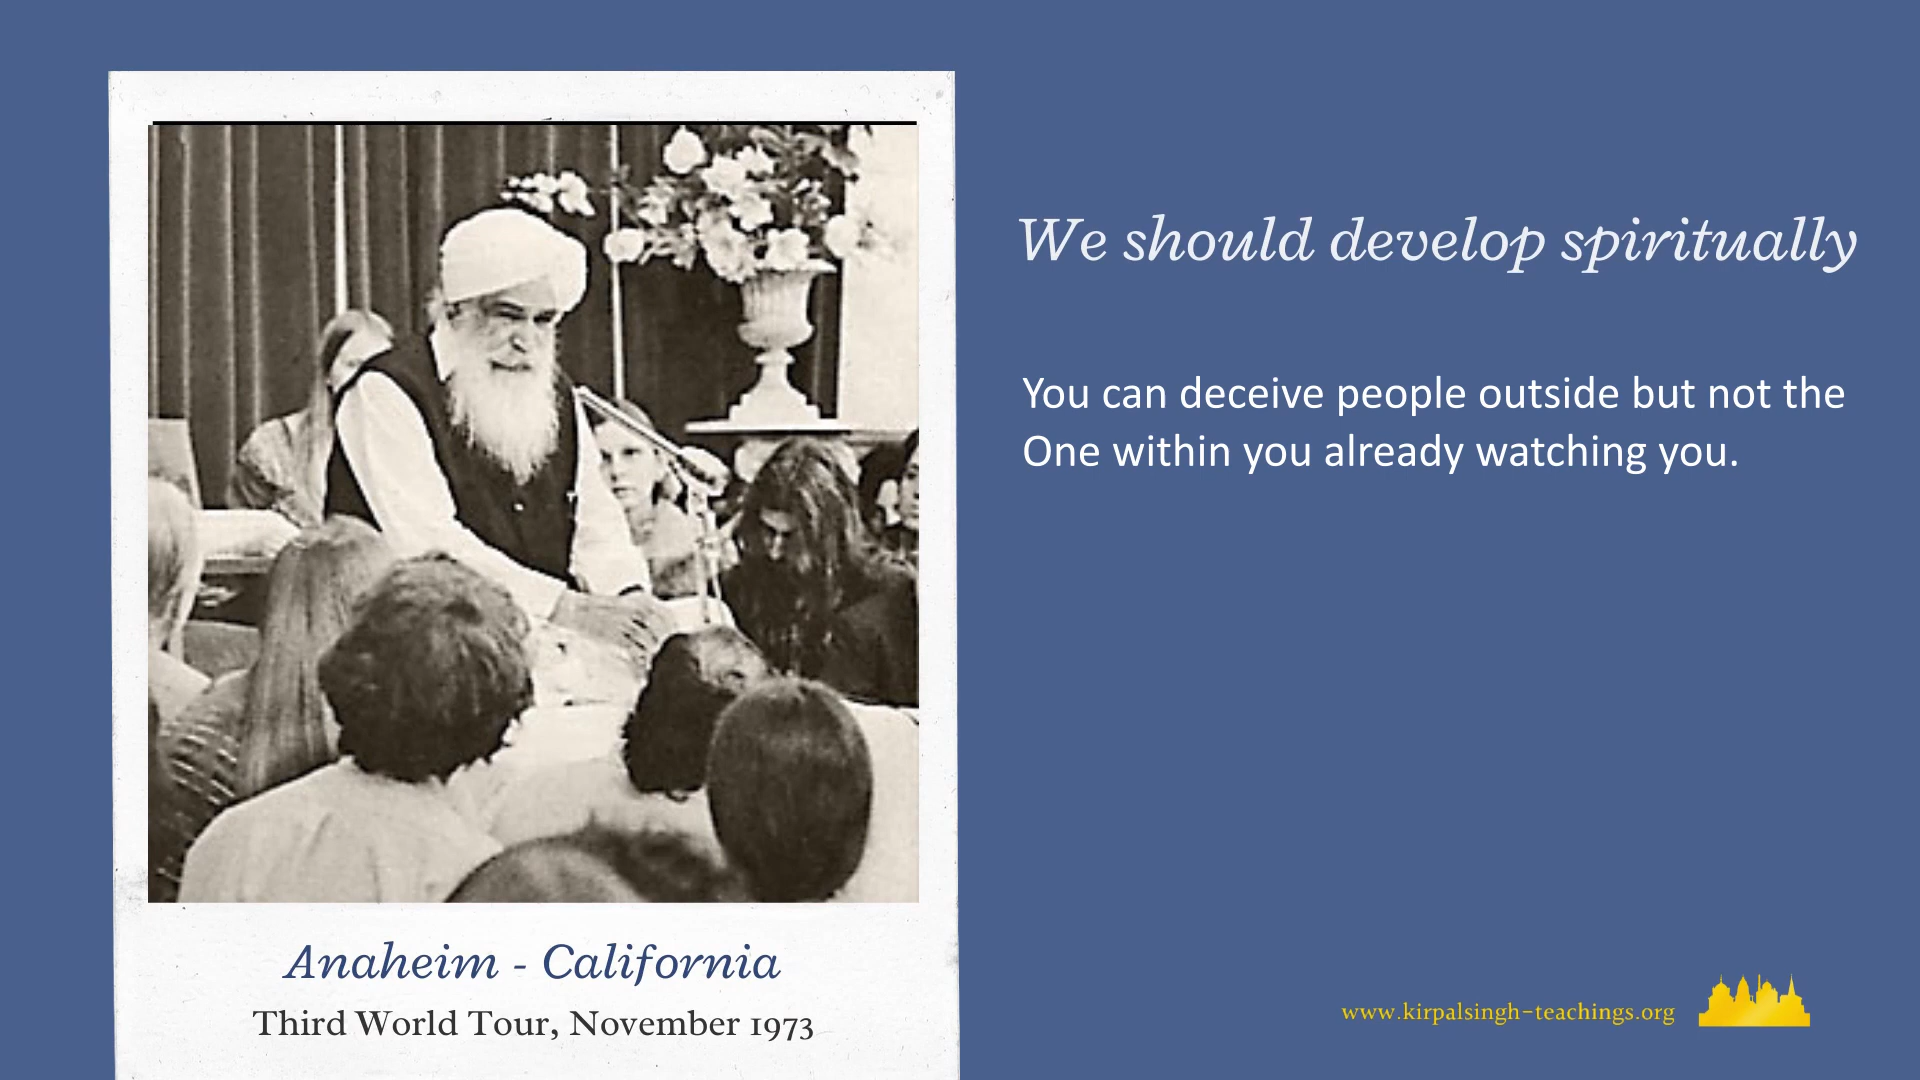 We should develop spiritually
You can deceive people outside but not the
One within you already watching you.
Anaheim - California
Third World Tour, November 1973
www.kirpalsingh-teachings.org